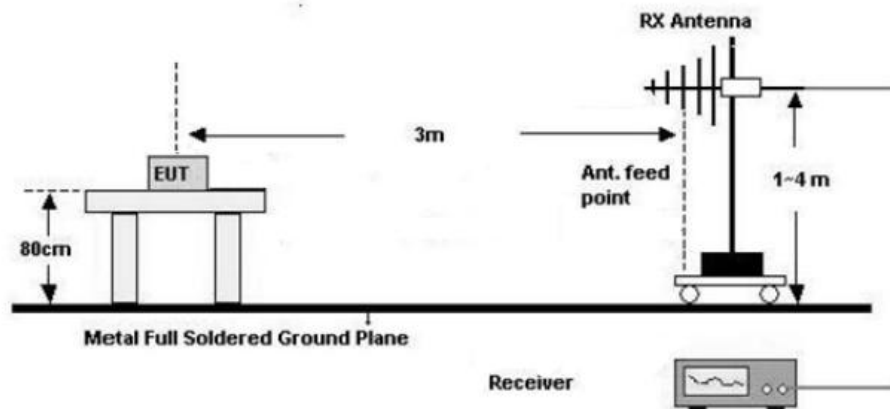 RX Antenna
3m
EUT
Ant. feed
point
1~4 m
80cm
Metal Full Soldered Ground Plane
Receiver